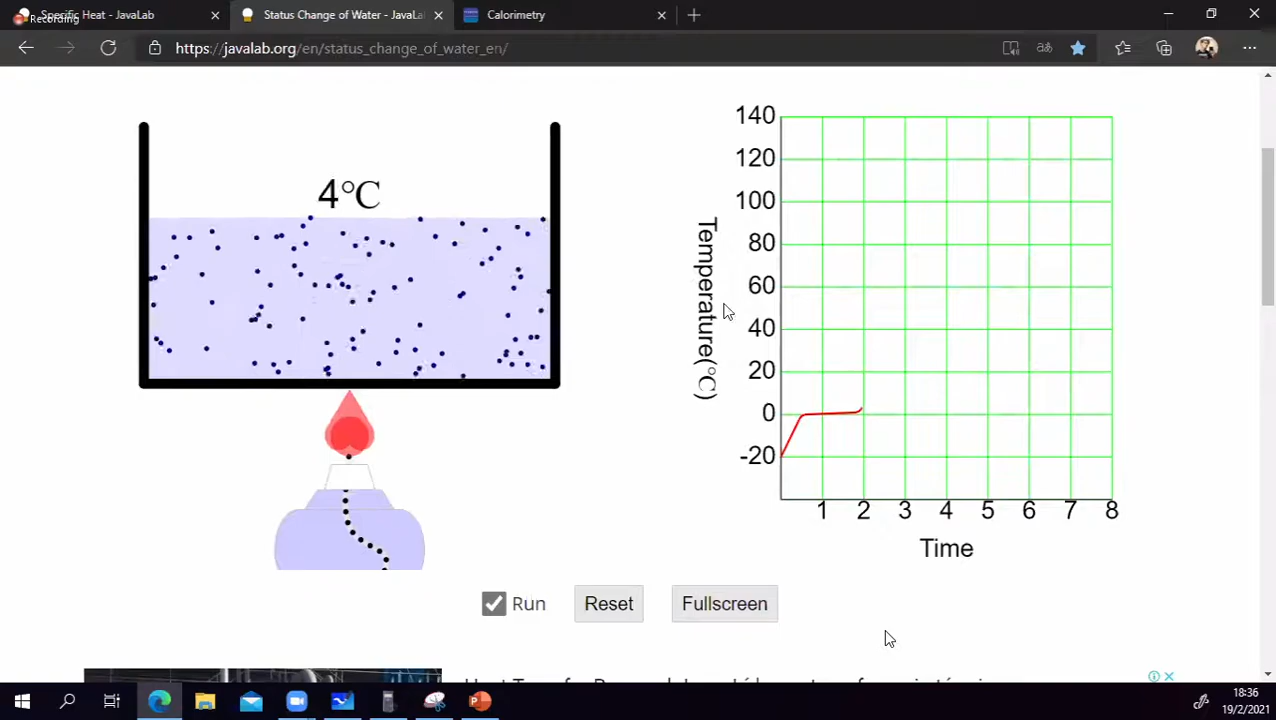 Recording
Specific Heat - JavaLab
Status Change of Water - JavaLa
Calorimetry
https://javalab.org/en/status_change_of_water_en/
4°C
140
120
100
80
60
40
20
0
-20
Temperature(°C)
1 2 3 4 5 6 7 8
Time
Run
Reset
Fullscreen
18:36
19/2/2021